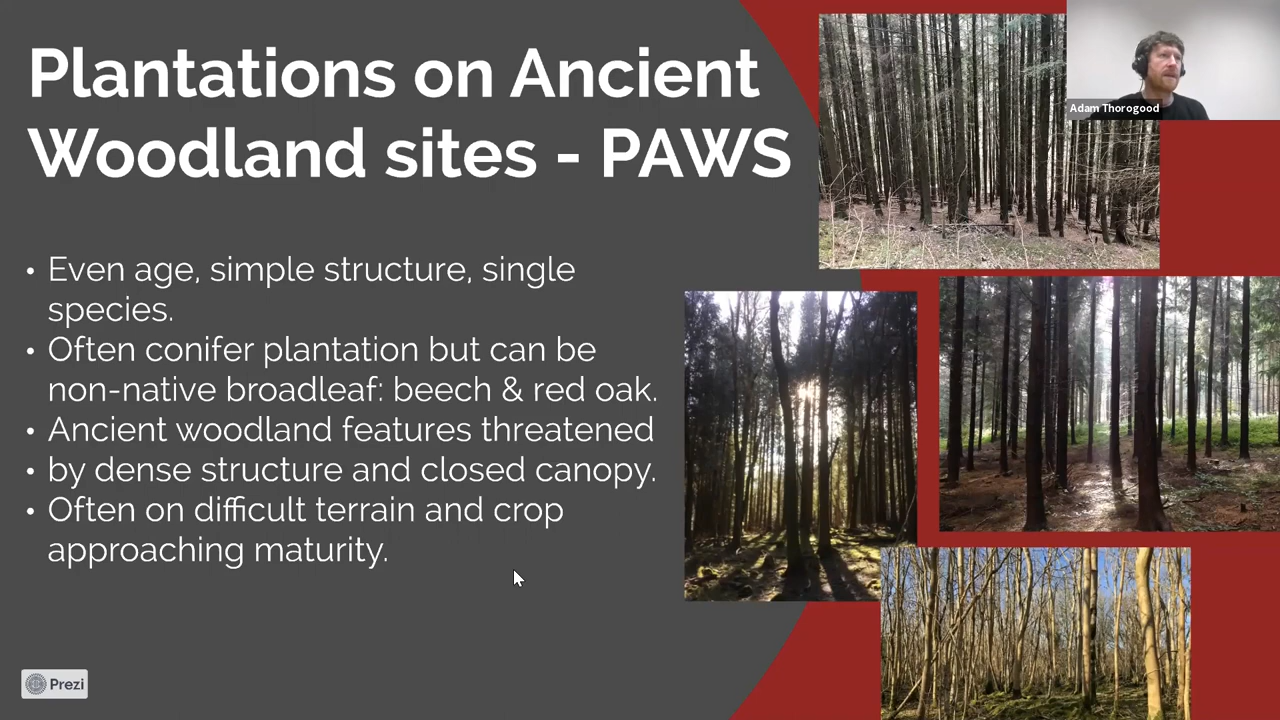 Plantations on Ancient
Woodland sites - PAWS
• Even age, simple structure, single
species.
• Often conifer plantation but can be
non-native broadleaf: beech & red oak.
• Ancient woodland features threatened
• by dense structure and closed canopy.
• Often on difficult terrain and crop
approaching maturity.
Adam Thorogood
Prezi